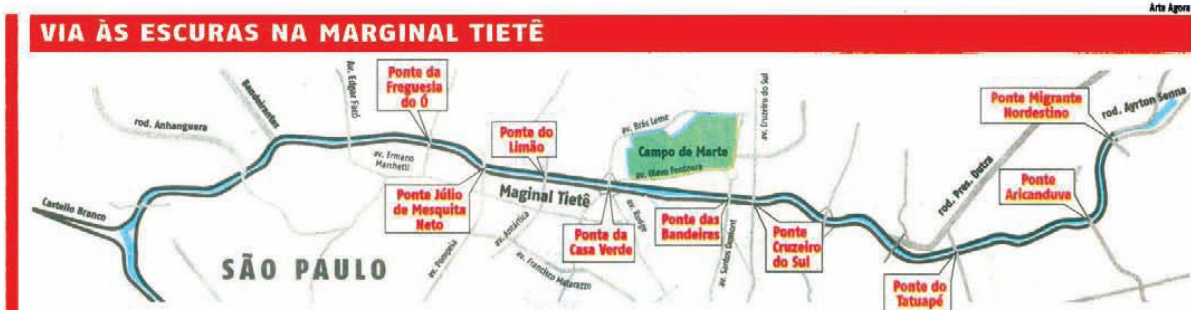 Arte Agora
VIA ÀS ESCURAS NA MARGINAL TIETÊ
Bandeirantes
rod. Anhanguera
Av. Edgar Facó
Ponte da
Freguesia
do Ó
av. Ermano
Marchetti
Ponte do
Limão
av. Brás Leme
Campo de Marte
av. Olavo Fontoura
av. Cruzeiro do Sul
Ponte Migrante
Nordestino
rod. Ayrton Senna
rod. Pres. Dutra
Ponte
Aricanduva
Castello Branco
Ponte Júlio
de Mesquita
Neto
Maginal Tietê
av. Pompeia
av. Antártica
av. Francisco Matarazzo
Ponte da
Casa Verde
av. Rudge
Ponte das
Bandeiras
av. Santos Dumont
Ponte
Cruzeiro
do Sul
Ponte do
Tatuapé
SÃO PAULO